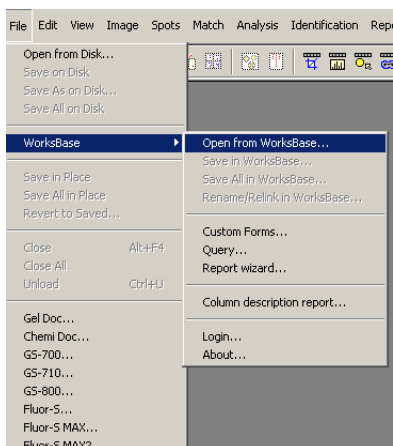 File Edit View Image Spots Match Analysis Identification Repo
Open from Disk...
Save on Disk
Save As on Disk...
Save All on Disk
WorksBase
Open from WorksBase...
Save in WorksBase...
Save All in WorksBase...
Rename/Relink in WorksBase...
Custom Forms...
Query...
Report wizard...
Column description report...
Login...
About...
Save in Place
Save All in Place
Revert to Saved...
Close Alt+F4
Close All
Unload Ctrl+U
Gel Doc...
Chemi Doc...
GS-700...
GS-710...
GS-800...
Fluor-S...
Fluor-S MAX...
Fluor-S MAX2